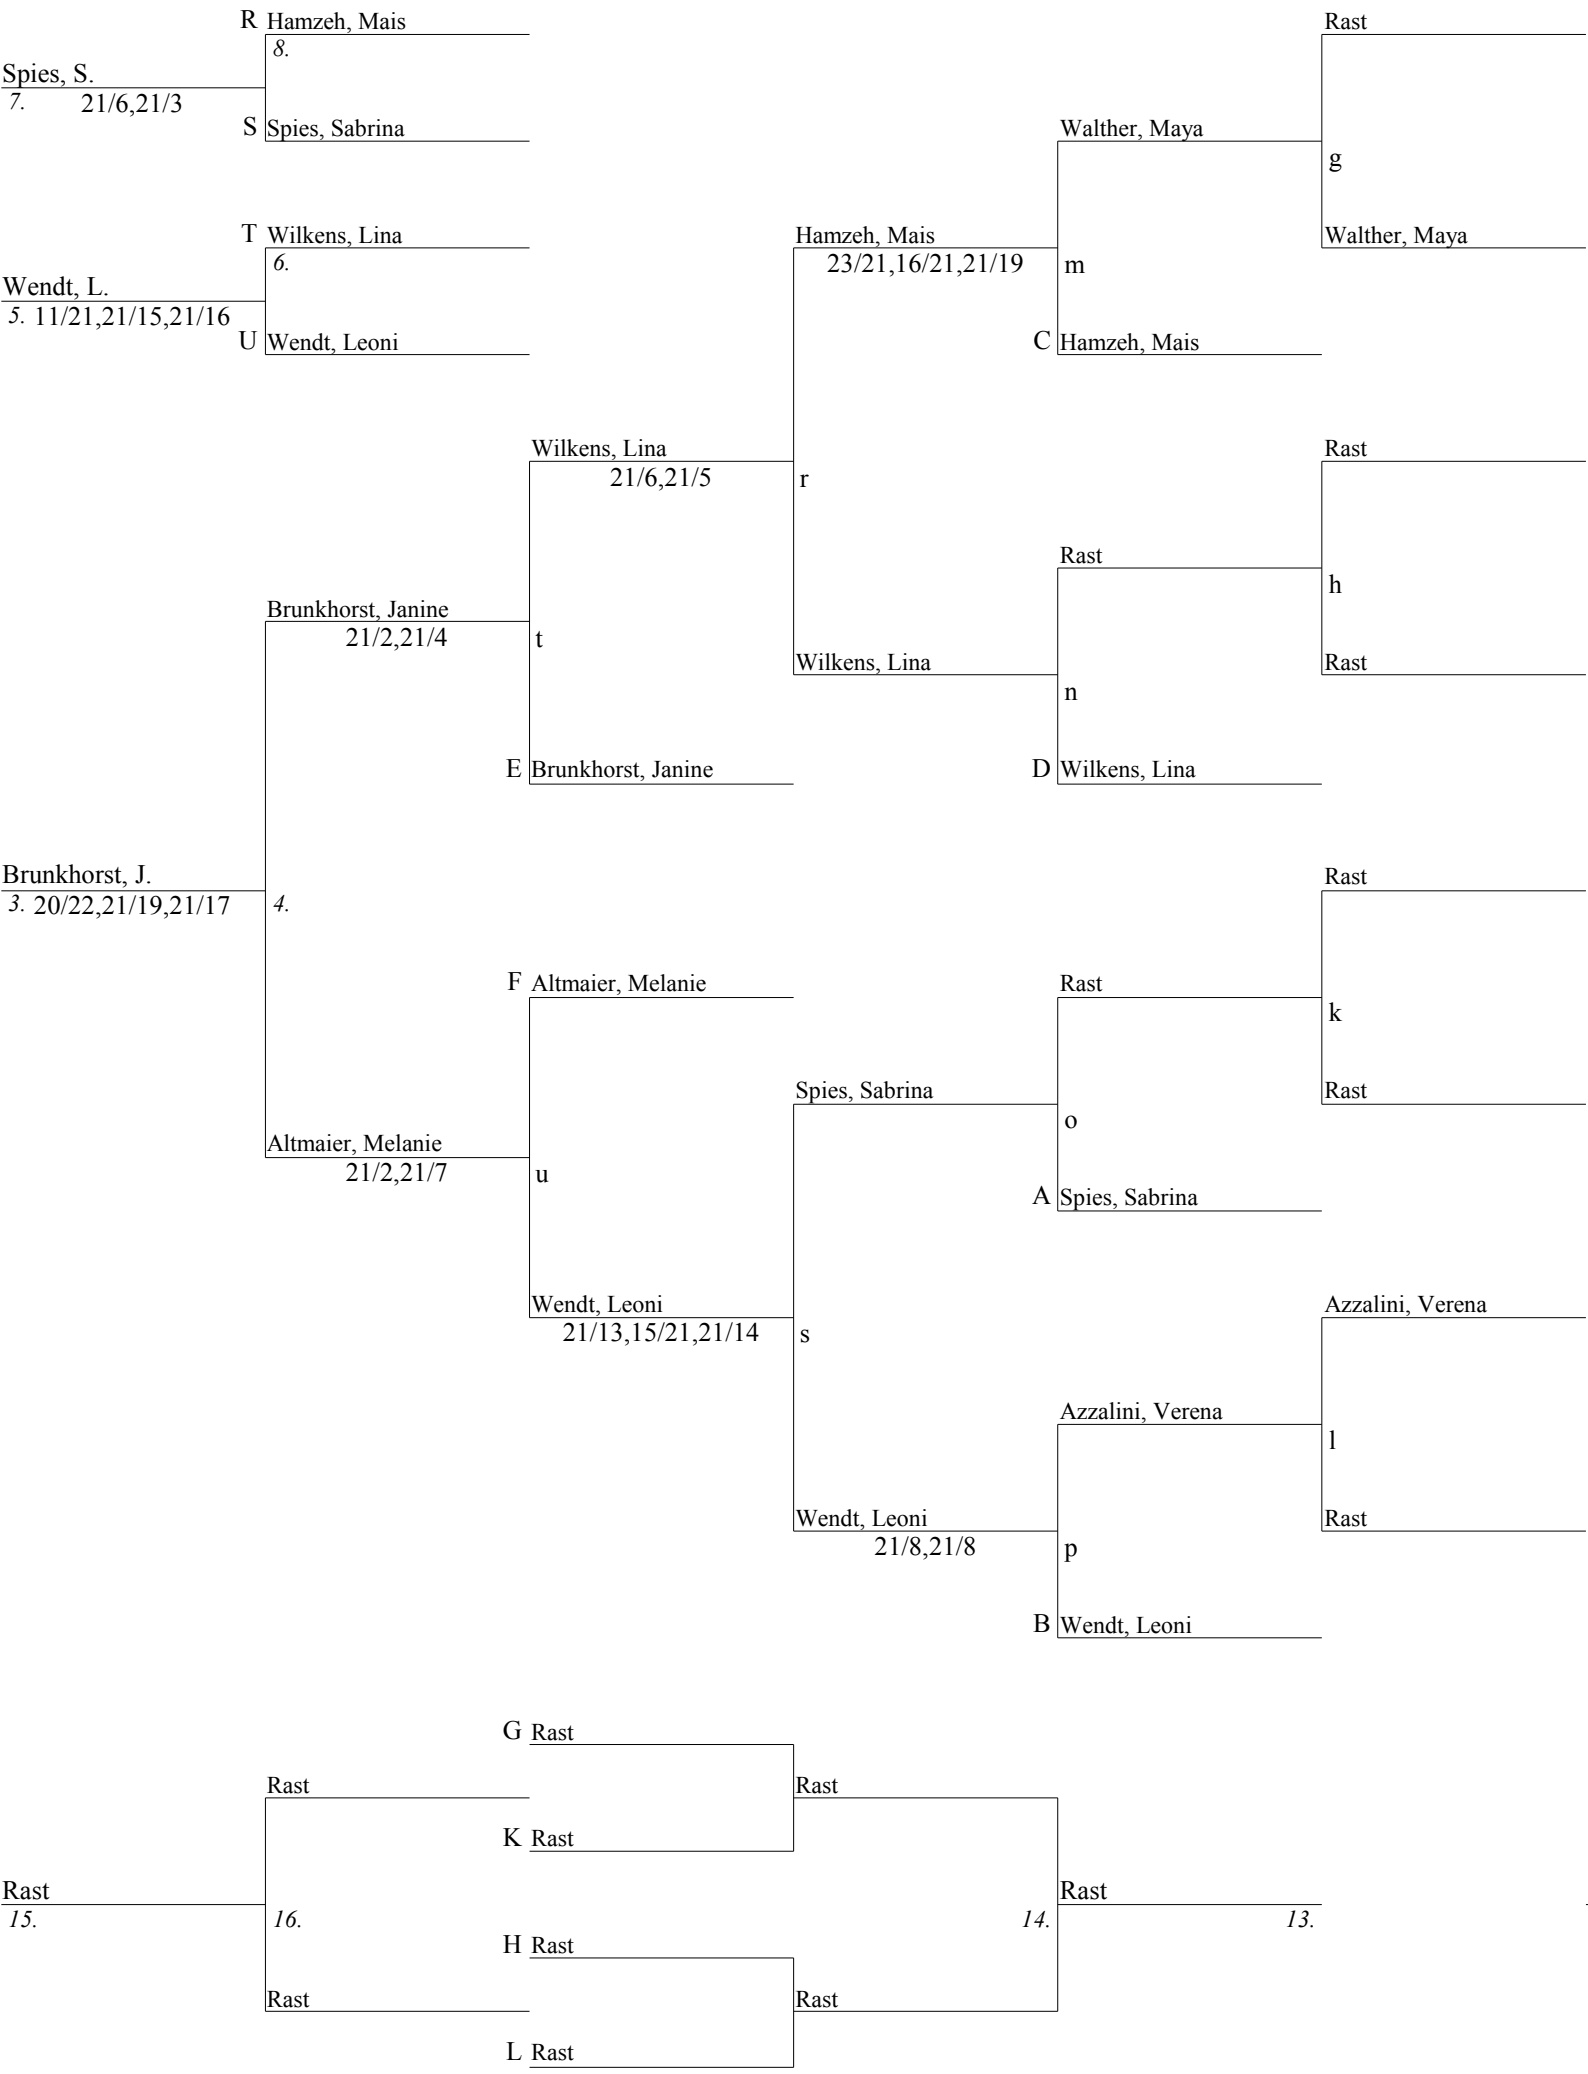 R Hamzeh, Mais
8.
Spies, S.
7. 21/6,21/3
S Spies, Sabrina
T Wilkens, Lina
6.
Wendt, L.
5. 11/21,21/15,21/16
U Wendt, Leoni
Rast
Walther, Maya
g
Walther, Maya
Hamzeh, Mais
23/21,16/21,21/19
m
C Hamzeh, Mais
Wilkens, Lina
21/6,21/5
r
Rast
Rast
h
Rast
Brunkhorst, Janine
21/2,21/4
t
Wilkens, Lina
n
E Brunkhorst, Janine
D Wilkens, Lina
Brunkhorst, J.
3. 20/22,21/19,21/17
4.
Rast
F Altmaier, Melanie
Rast
k
Rast
Spies, Sabrina
o
Altmaier, Melanie
21/2,21/7
u
A Spies, Sabrina
Wendt, Leoni
21/13,15/21,21/14
s
Azzalini, Verena
Azzalini, Verena
l
Rast
Wendt, Leoni
21/8,21/8
p
B Wendt, Leoni
G Rast
Rast
Rast
K Rast
Rast
15.
16.
14.
Rast
13.
H Rast
Rast
Rast
L Rast